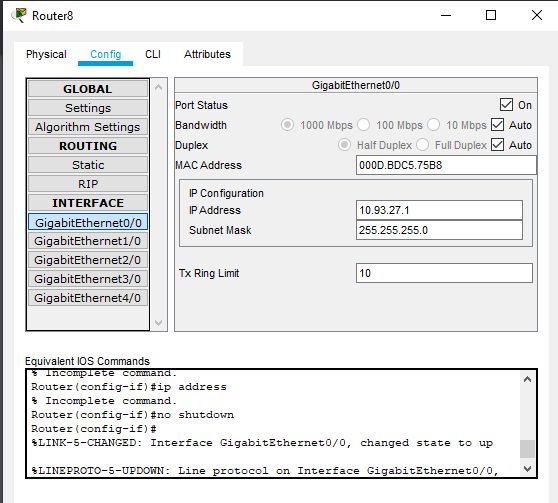 Router8
Physical Config CLI Attributes
GLOBAL
Settings
Algorithm Settings
ROUTING
Static
RIP
INTERFACE
GigabitEthernet0/0
GigabitEthernet1/0
GigabitEthernet2/0
GigabitEthernet3/0
GigabitEthernet4/0
GigabitEthernet0/0
Port Status On
Bandwidth 1000 Mbps 100 Mbps 10 Mbps Auto
Duplex Half Duplex Full Duplex Auto
MAC Address 000D.BDC5.75B8
IP Configuration
IP Address 10.93.27.1
Subnet Mask 255.255.255.0
Tx Ring Limit 10
Equivalent IOS Commands
% Incomplete command.
Router(config-if)#ip address
% Incomplete command.
Router(config-if)#no shutdown
Router(config-if)#
%LINK-5-CHANGED: Interface GigabitEthernet0/0, changed state to up
%LINEPROTO-5-UPDOWN: Line protocol on Interface GigabitEthernet0/0,